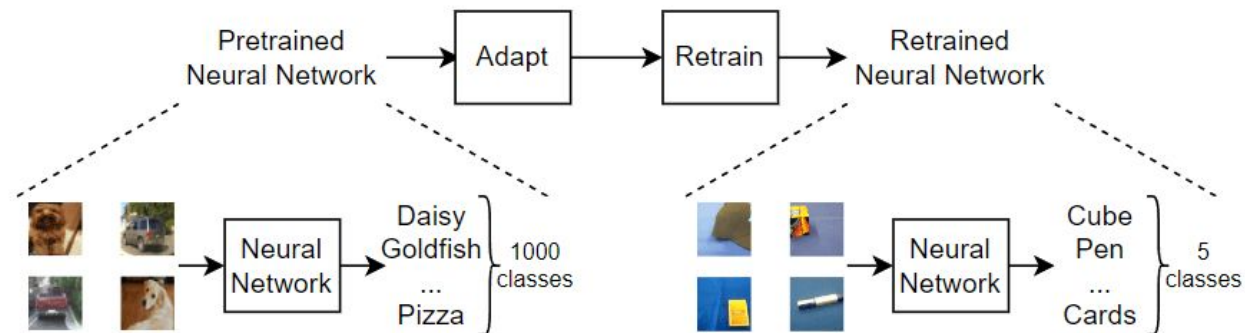 Pretrained
Neural Network
Adapt
Retrain
Retrained
Neural Network
Neural
Network
Daisy
Goldfish
...
Pizza
1000
classes
Neural
Network
Cube
Pen
...
Cards
5
classes